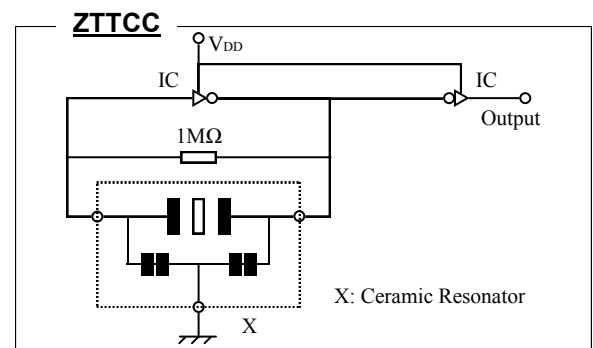 ZTTCC
VDD
IC
IC
Output
1MΩ
X: Ceramic Resonator
X